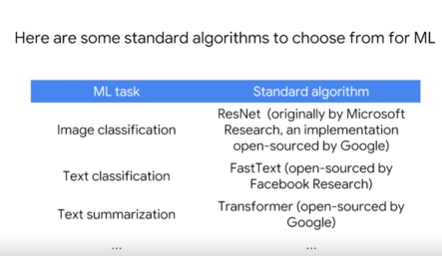 Here are some standard algorithms to choose from for ML
ML task
Standard algorithm
Image classification
ResNet (originally by Microsoft
Research, an implementation
open-sourced by Google)
Text classification
FastText (open-sourced by
Facebook Research)
Text summarization
Transformer (open-sourced by
Google)
...
...